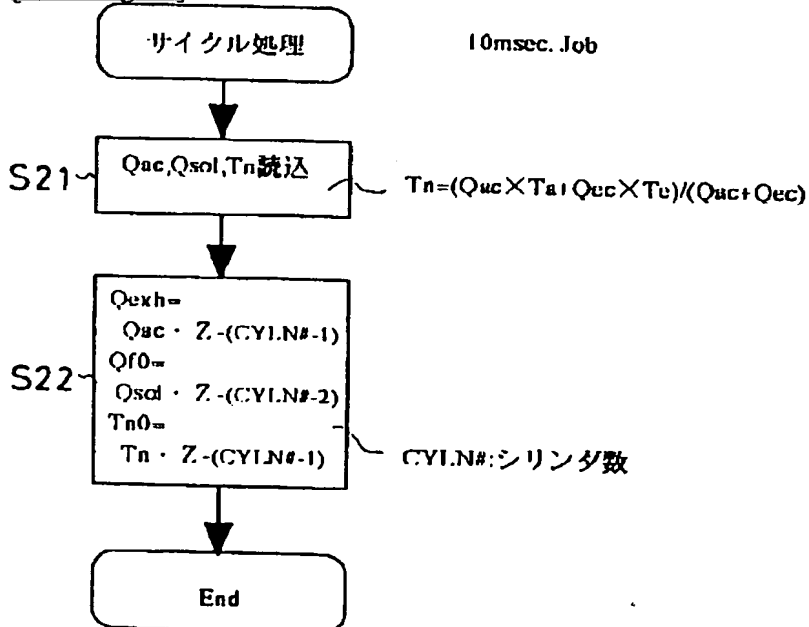 サイクル処理
10msec. Job
S21
Qac,Qsol,Tn読込
Tn=(Qac×Ta+Qec×Te)/(Qac+Qec)
S22
Qexh=
Qac・Z-(CYLN#-1)
Qf0=
Qsol・Z-(CYLN#-2)
Tn0=
Tn・Z-(CYLN#-1)
CYLN#:シリンダ数
End